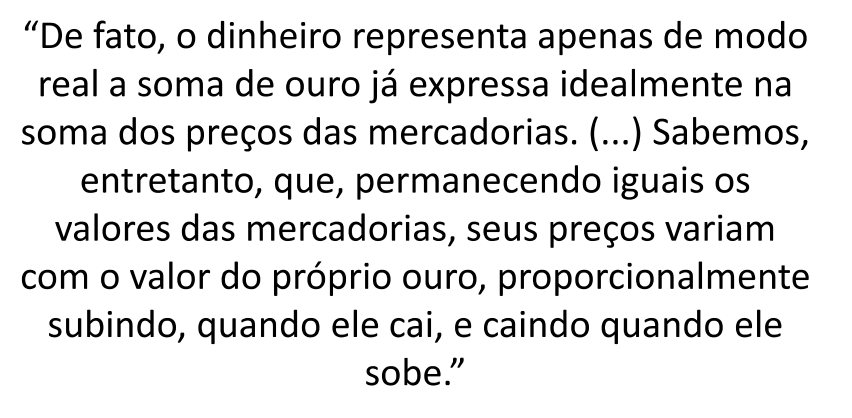 “De fato, o dinheiro representa apenas de modo
real a soma de ouro já expressa idealmente na
soma dos preços das mercadorias. (...) Sabemos,
entretanto, que, permanecendo iguais os
valores das mercadorias, seus preços variam
com o valor do próprio ouro, proporcionalmente
subindo, quando ele cai, e caindo quando ele
sobe.”